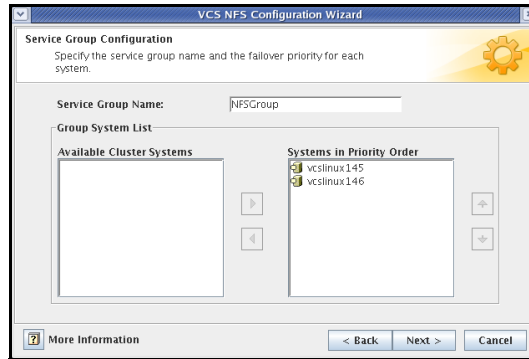 VCS NFS Configuration Wizard
Service Group Configuration
Specify the service group name and the failover priority for each
system.
Service Group Name: NFSGroup
Group System List
Available Cluster Systems
Systems in Priority Order
vcslinux145
vcslinux146
? More Information
< Back Next > Cancel